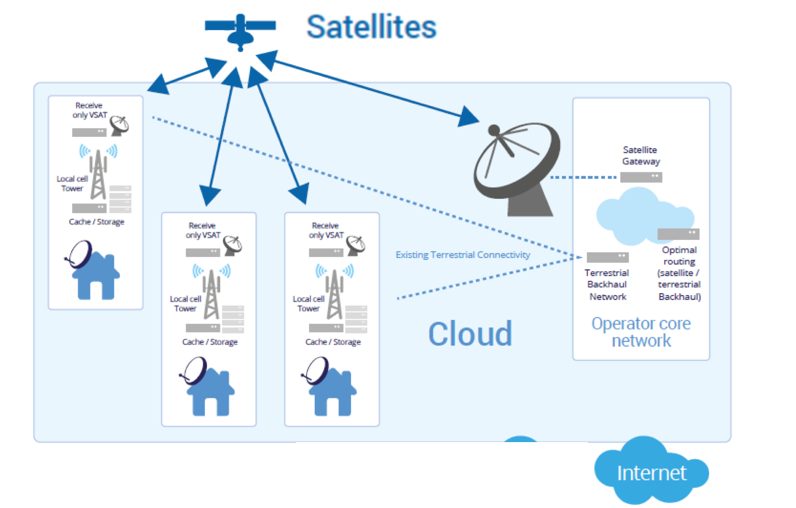 Satellites
Receive
only VSAT
Local cell
Tower
Cache / Storage
Receive
only VSAT
Local cell
Tower
Cache / Storage
Receive
only VSAT
Local cell
Tower
Cache / Storage
Existing Terrestrial Connectivity
Cloud
Satellite
Gateway
Terrestrial
Backhaul
Network
Optimal
routing
(satellite /
terrestrial
Backhaul)
Operator core
network
Internet